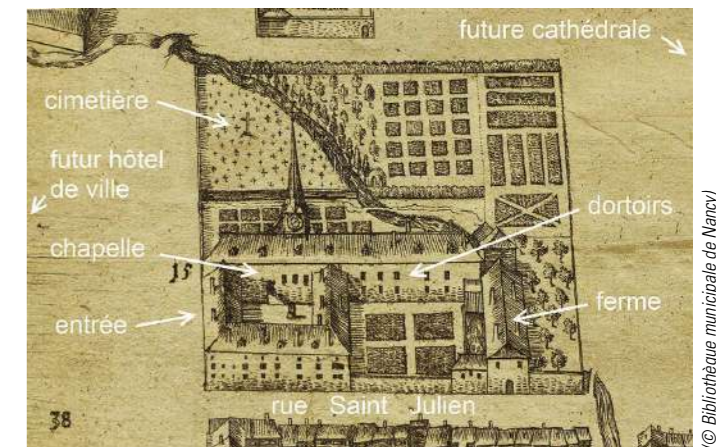 future cathédrale
cimetière
futur hôtel
de ville
dortoirs
chapelle
15
ferme
entrée
rue Saint Julien
38
© Bibliothèque municipale de Nancy)